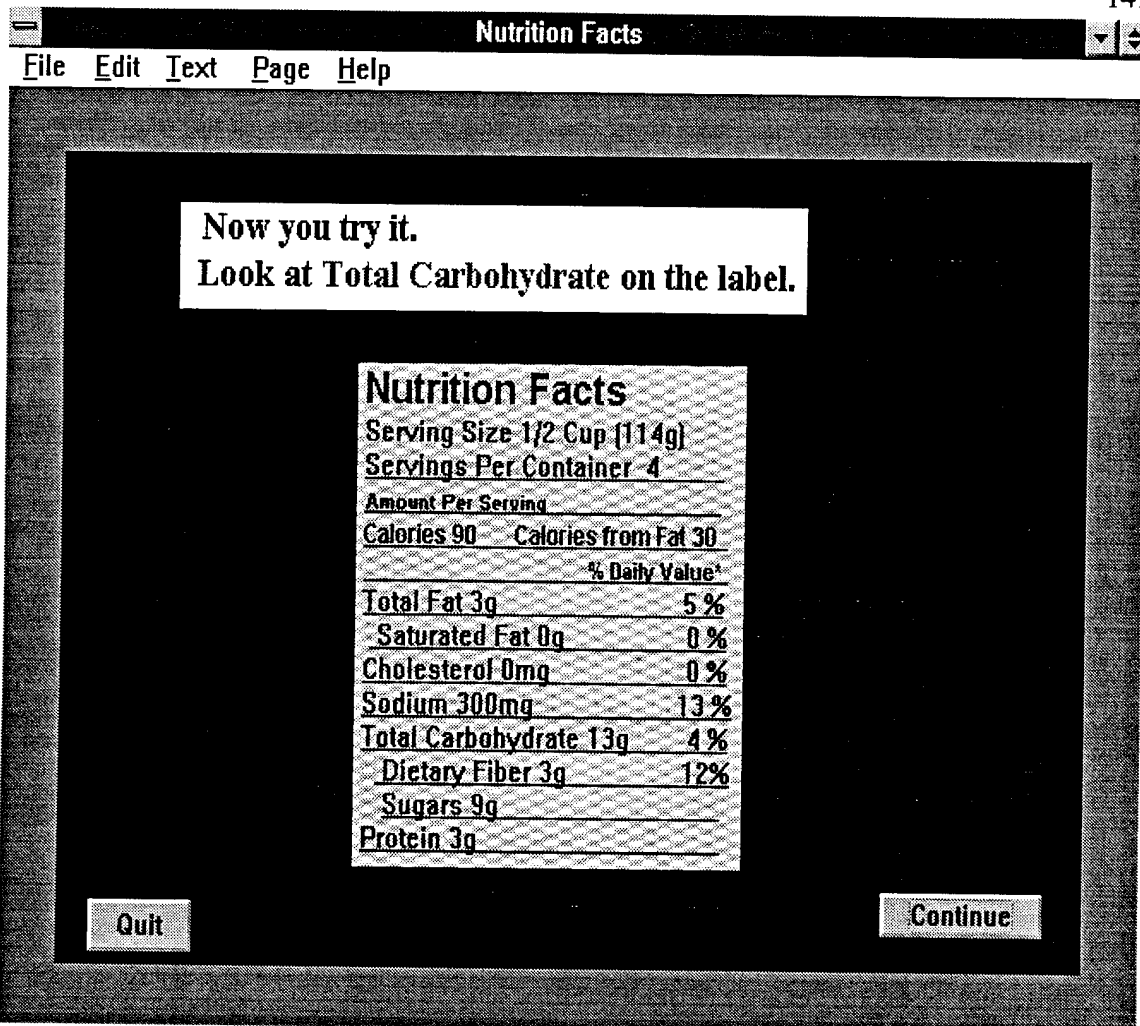 Nutrition Facts
File Edit Text Page Help
Now you try it.
Look at Total Carbohydrate on the label.
Nutrition Facts
Serving Size 1/2 Cup (114g)
Servings Per Container 4
Amount Per Serving
Calories 90 Calories from Fat 30
% Daily Value*
Total Fat 3g 5%
Saturated Fat 0g 0%
Cholesterol 0mg 0%
Sodium 300mg 13%
Total Carbohydrate 13g 4%
Dietary Fiber 3g 12%
Sugars 9g
Protein 3g
Quit Continue